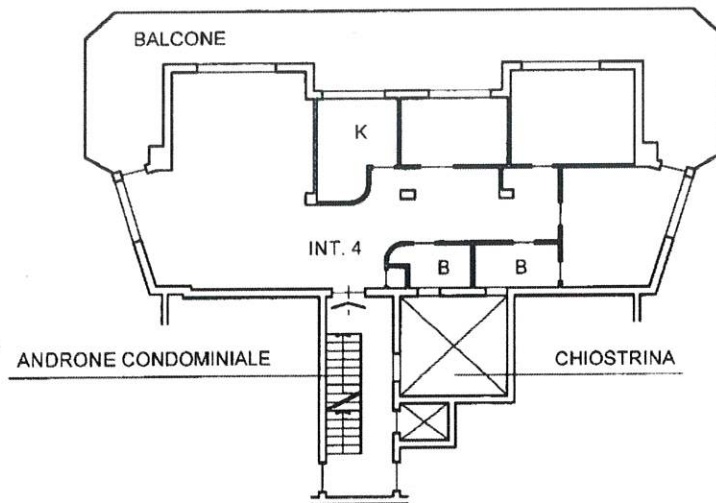 BALCONE
K
INT. 4
B
B
ANDRONE CONDOMINIALE
CHIOSTRINA